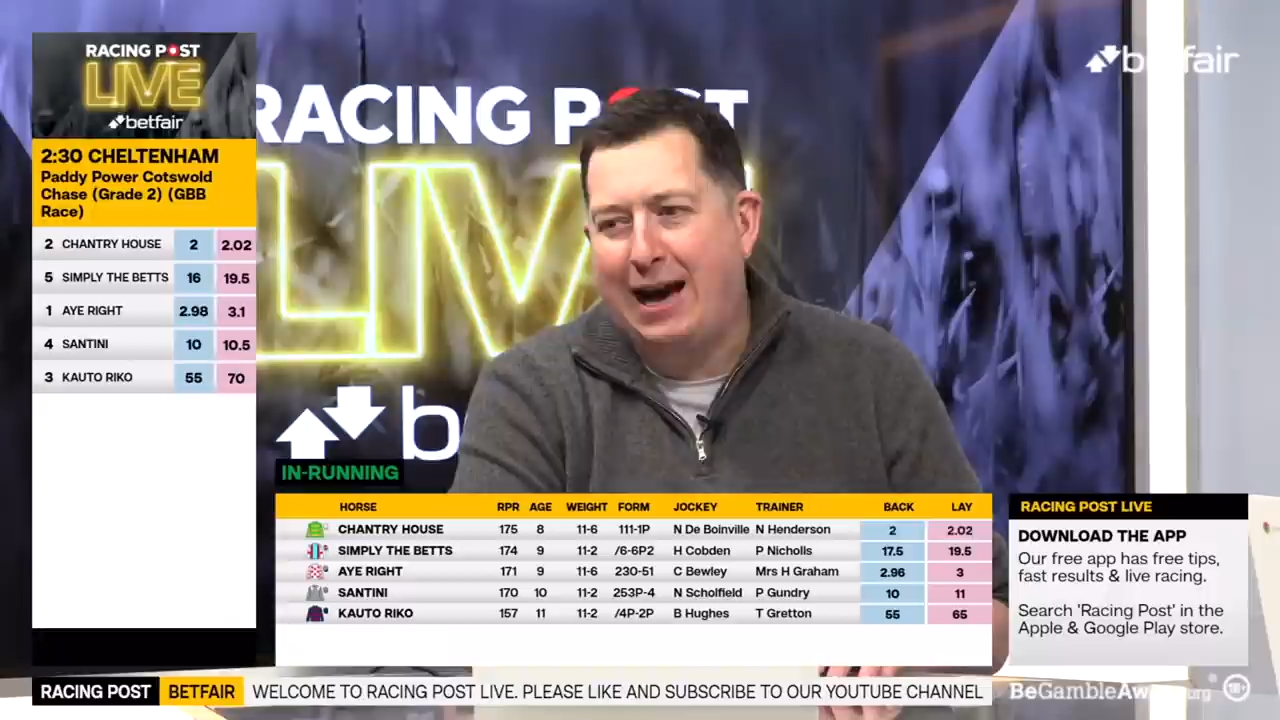 RACING POST
LIVE
betfair
2:30 CHELTENHAM
Paddy Power Cotswold
Chase (Grade 2) (GBB
Race)
2 CHANTRY HOUSE 2 2.02
5 SIMPLY THE BETTS 16 19.5
1 AYE RIGHT 2.98 3.1
4 SANTINI 10 10.5
3 KAUTO RIKO 55 70
betfair
RACING POST
LIVE
b
IN-RUNNING
HORSE RPR AGE WEIGHT FORM JOCKEY TRAINER BACK LAY
CHANTRY HOUSE 175 8 11-6 111-1P N De Boinville N Henderson 2 2.02
SIMPLY THE BETTS 174 9 11-2 /6-6P2 H Cobden P Nicholls 17.5 19.5
AYE RIGHT 171 9 11-6 230-51 C Bewley Mrs H Graham 2.96 3
SANTINI 170 10 11-2 253P-4 N Scholfield P Gundry 10 11
KAUTO RIKO 157 11 11-2 /4P-2P B Hughes T Gretton 55 65
RACING POST LIVE
DOWNLOAD THE APP
Our free app has free tips,
fast results & live racing.
Search 'Racing Post' in the
Apple & Google Play store.
RACING POST BETFAIR WELCOME TO RACING POST LIVE. PLEASE LIKE AND SUBSCRIBE TO OUR YOUTUBE CHANNEL
BeGambleAware.org 18+